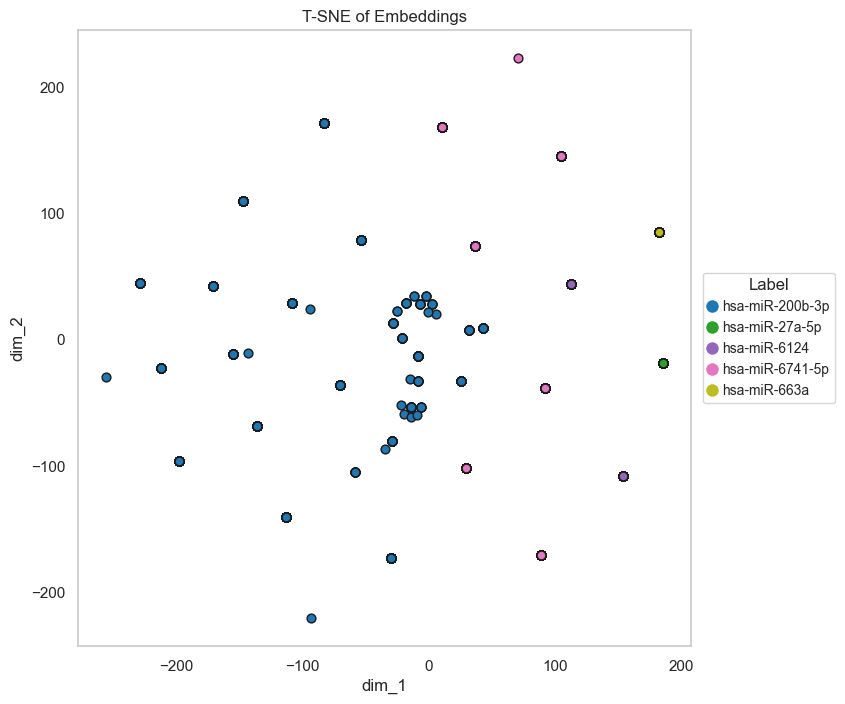 T-SNE of Embeddings
200
100
0
−100
−200
dim_2
−200
−100
0
100
200
dim_1
Label
hsa-miR-200b-3p
hsa-miR-27a-5p
hsa-miR-6124
hsa-miR-6741-5p
hsa-miR-663a